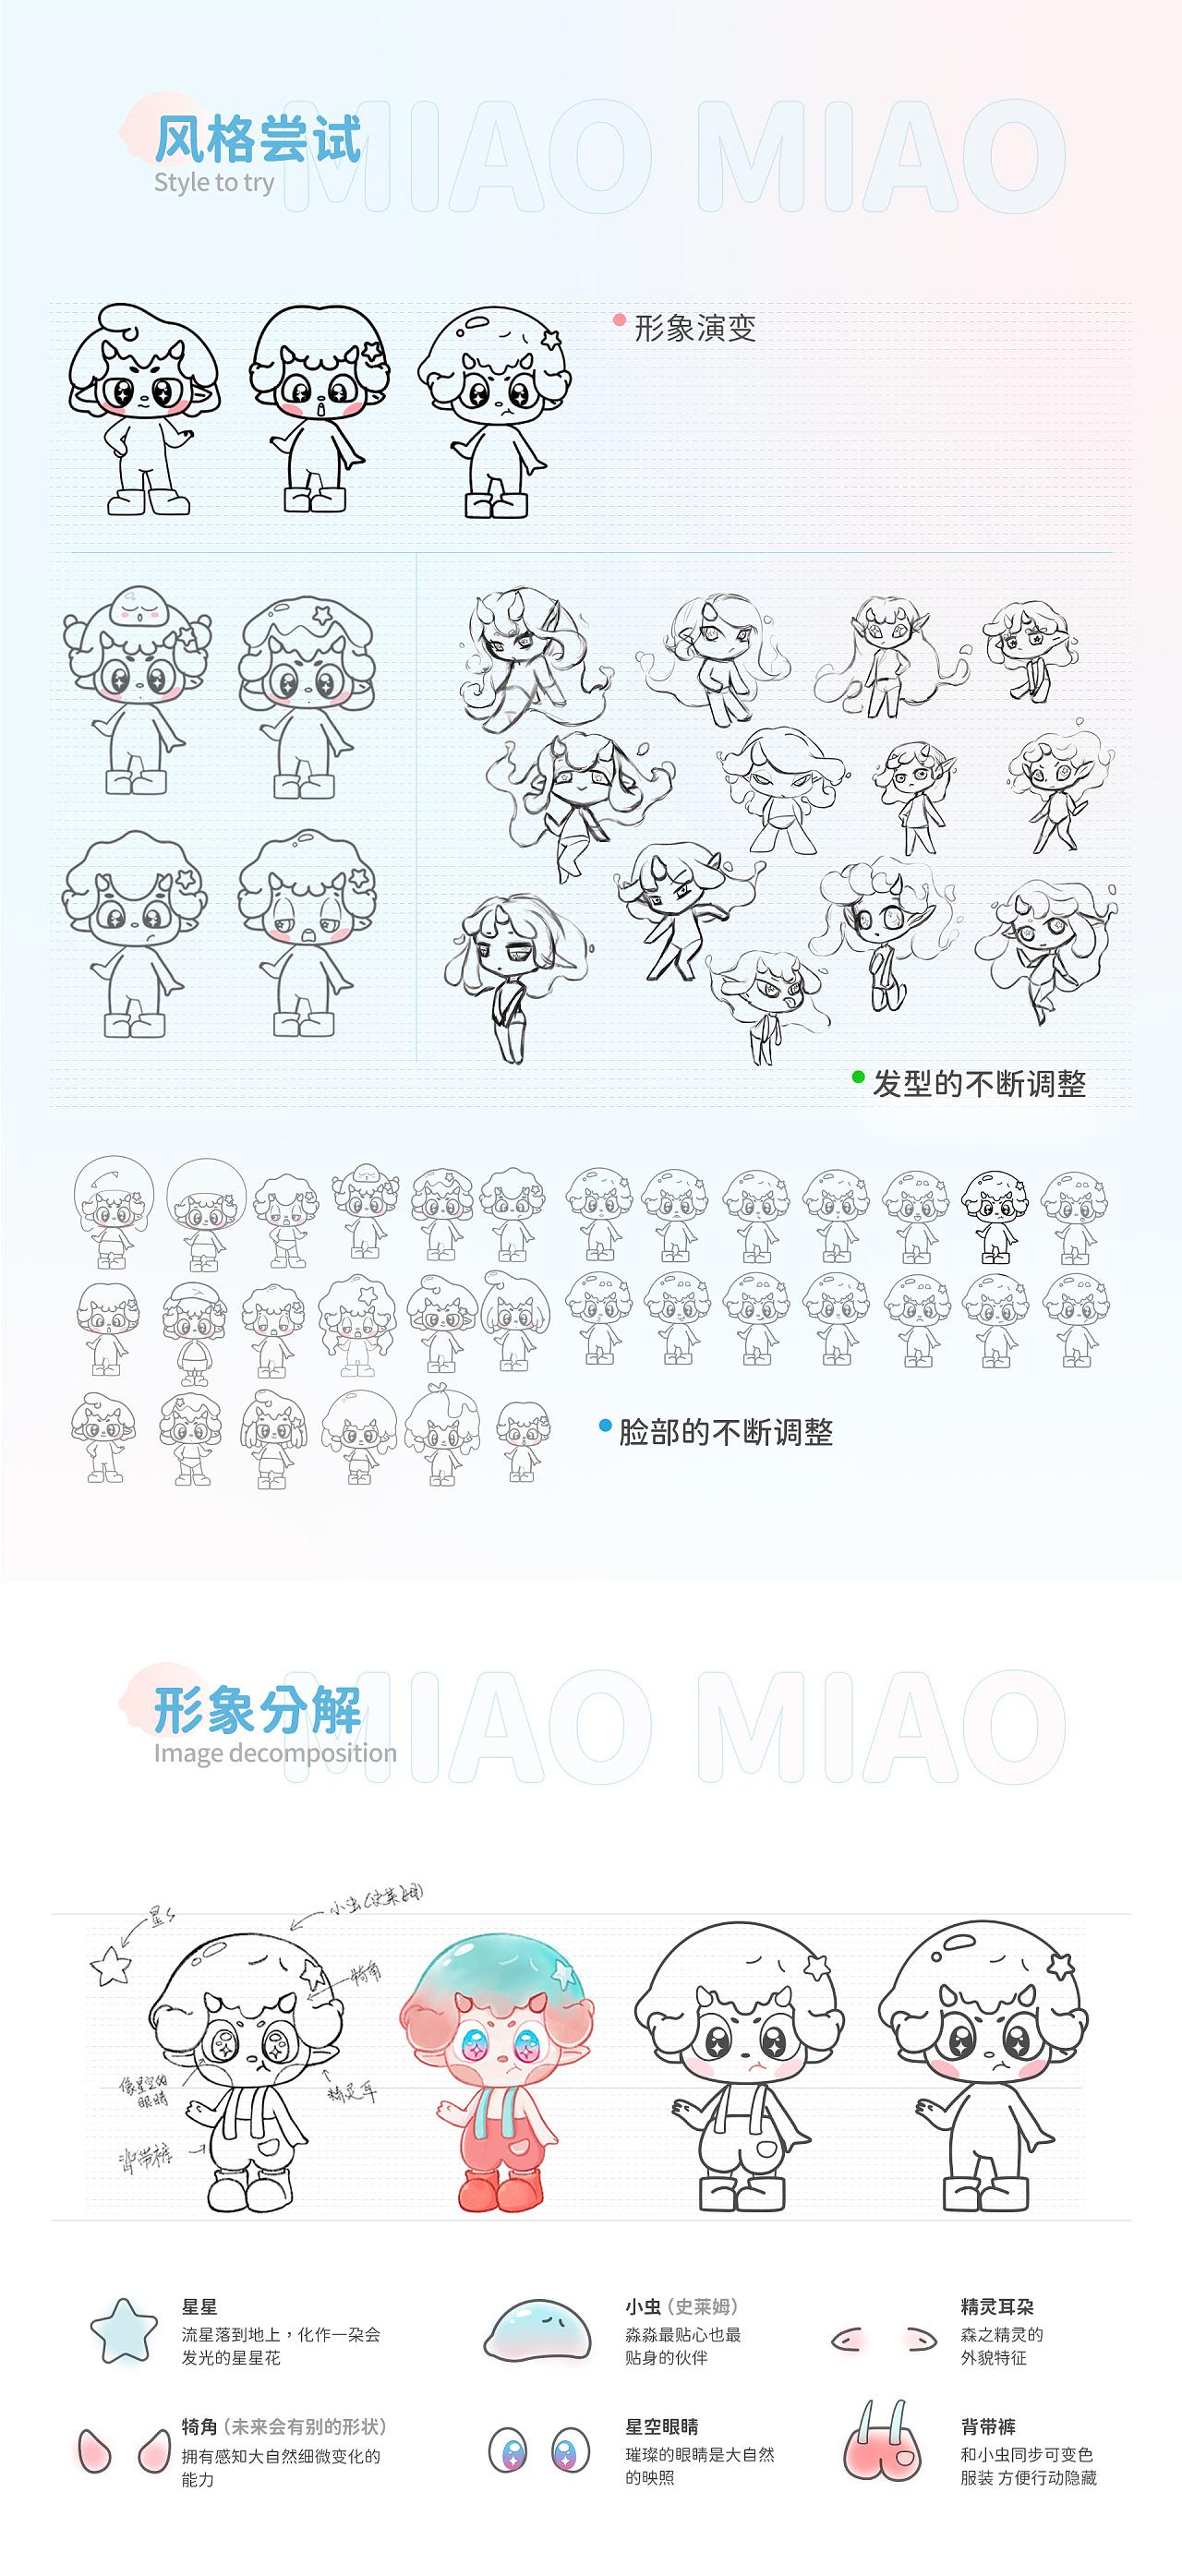 MIAO MIAO
风格尝试
Style to try
形象演变
发型的不断调整
脸部的不断调整
MIAO MIAO
形象分解
Image decomposition
小虫(史莱姆)
犄角
像星空的
眼睛
精灵耳
背带裤
星星
流星落到地上，化作一朵会
发光的星星花
小虫（史莱姆）
淼淼最贴心也最
贴身的伙伴
精灵耳朵
森之精灵的
外貌特征
犄角（未来会有别的形状）
拥有感知大自然细微变化的
能力
星空眼睛
璀璨的眼睛是大自然
的映照
背带裤
和小虫同步可变色
服装 方便行动隐藏